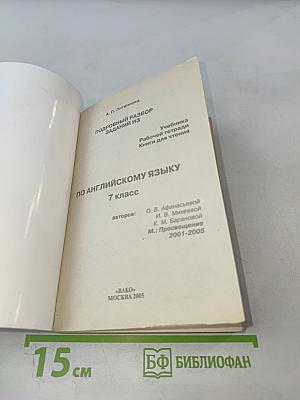 А. П. Литвинова
ПОДРОБНЫЙ РАЗБОР
ЗАДАНИЙ ИЗ
Учебника
Рабочей тетради
Книги для чтения
ПО АНГЛИЙСКОМУ ЯЗЫКУ
7 класс
авторов:
О. В. Афанасьевой
И. В. Михеевой
К. М. Барановой
М.: Просвещение
2001-2005
«ВАКО»
МОСКВА 2005
15 см
БФ БИБЛИОФАН